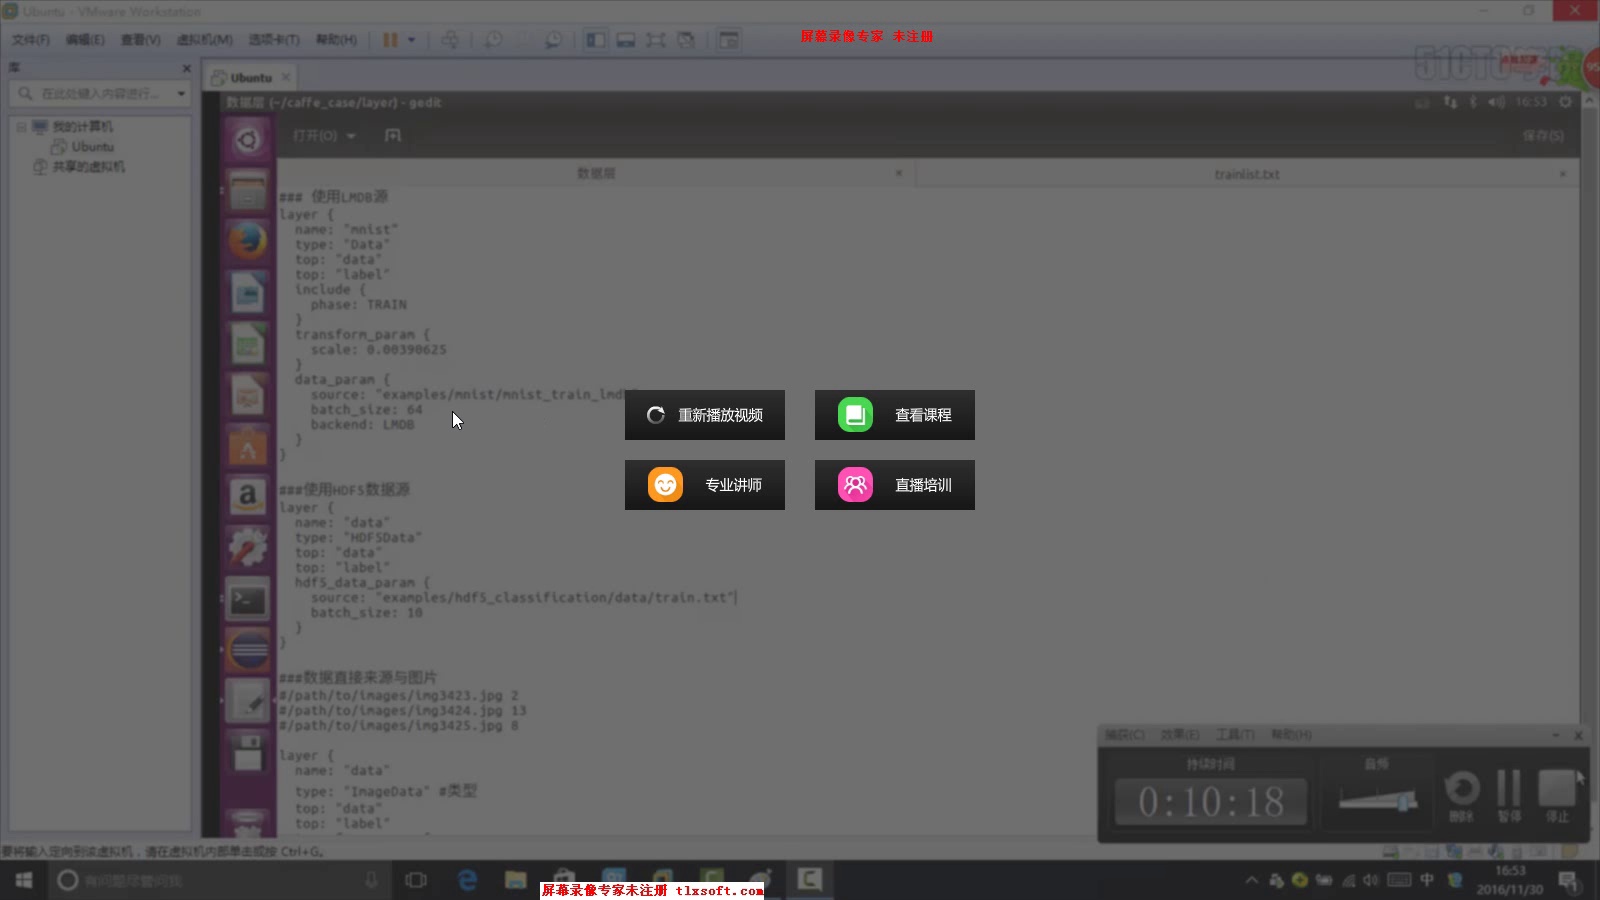 Ubuntu - VMware Workstation
文件(F) 编辑(E) 查看(V) 虚拟机(M) 选项卡(T) 帮助(H)
屏幕录像专家 未注册
51CTO
95
库
在此处键入内容进行...
我的计算机
Ubuntu
共享的虚拟机
Ubuntu
数据层 (~/caffe_case/layer) - gedit
16:53
打开(O)
保存(S)
数据层
trainlist.txt
### 使用LMDB源
layer {
name: "mnist"
type: "Data"
top: "data"
top: "label"
include {
phase: TRAIN
}
transform_param {
scale: 0.00390625
}
data_param {
source: "examples/mnist/mnist_train_lmdb"
batch_size: 64
backend: LMDB
}
}
###使用HDF5数据源
layer {
name: "data"
type: "HDF5Data"
top: "data"
top: "label"
hdf5_data_param {
source: "examples/hdf5_classification/data/train.txt"
batch_size: 10
}
}
###数据直接来源与图片
#/path/to/images/img3423.jpg 2
#/path/to/images/img3424.jpg 13
#/path/to/images/img3425.jpg 8
layer {
name: "data"
type: "ImageData" #类型
top: "data"
top: "label"
重新播放视频
查看课程
专业讲师
直播培训
捕获(C) 效果(E) 工具(T) 帮助(H)
持续时间
音频
0:10:18
删除
暂停
停止
要将输入定向到该虚拟机，请在虚拟机内部单击或按 Ctrl+G。
有问题尽管问我
屏幕录像专家未注册 tlxsoft.com
中
16:53
2016/11/30
1